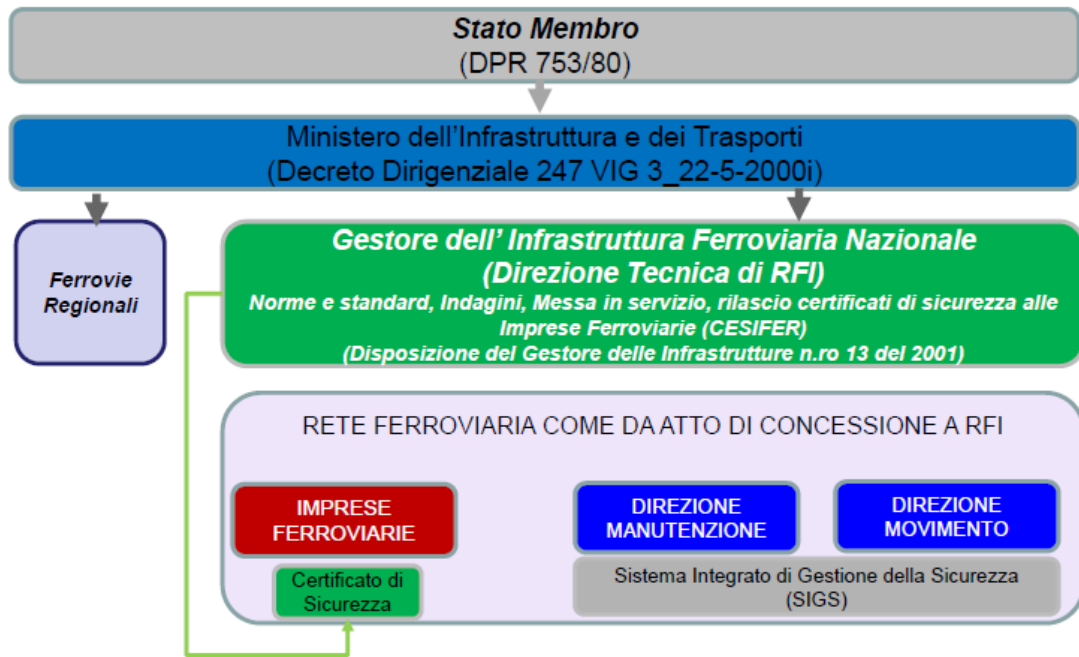 Stato Membro
(DPR 753/80)
Ministero dell'Infrastruttura e dei Trasporti
(Decreto Dirigenziale 247 VIG 3_22-5-2000i)
Ferrovie
Regionali
Gestore dell' Infrastruttura Ferroviaria Nazionale
(Direzione Tecnica di RFI)
Norme e standard, Indagini, Messa in servizio, rilascio certificati di sicurezza alle
Imprese Ferroviarie (CESIFER)
(Disposizione del Gestore delle Infrastrutture n.ro 13 del 2001)
RETE FERROVIARIA COME DA ATTO DI CONCESSIONE A RFI
IMPRESE
FERROVIARIE
Certificato di
Sicurezza
DIREZIONE
MANUTENZIONE
DIREZIONE
MOVIMENTO
Sistema Integrato di Gestione della Sicurezza
(SIGS)